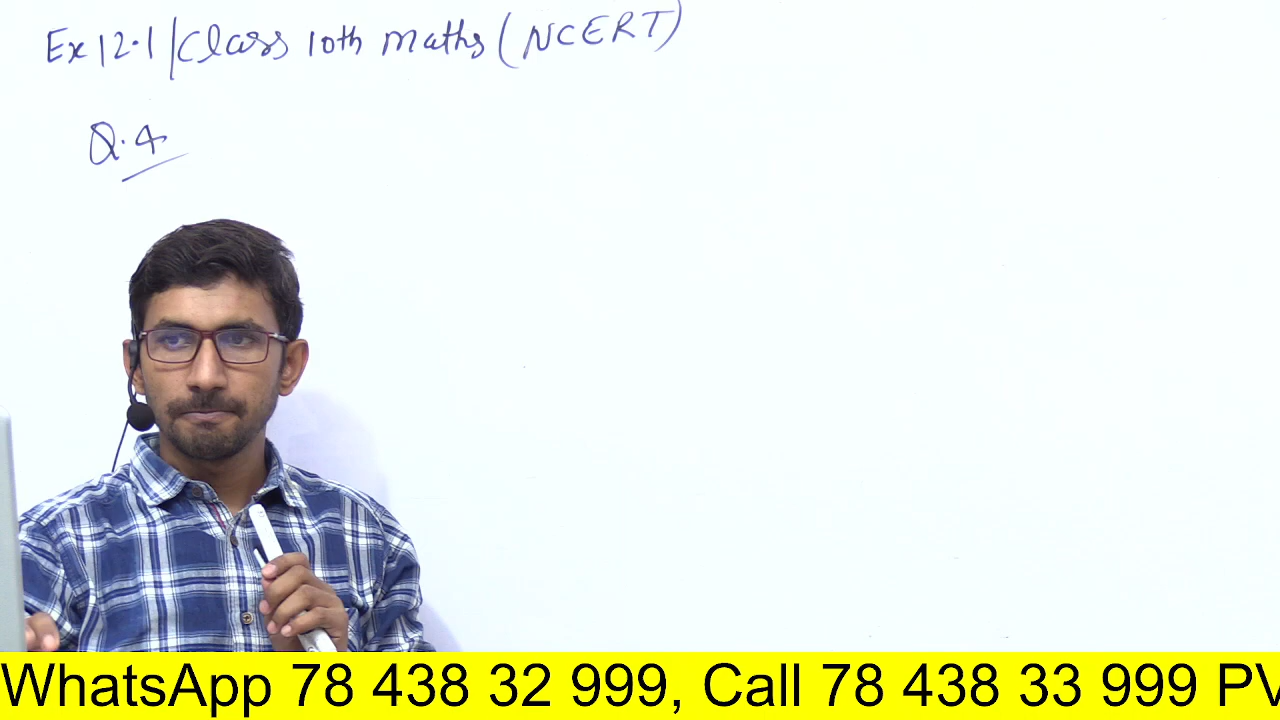 Ex 12.1 | Class 10th Maths (NCERT)
Q.4
WhatsApp 78 438 32 999, Call 78 438 33 999 PV